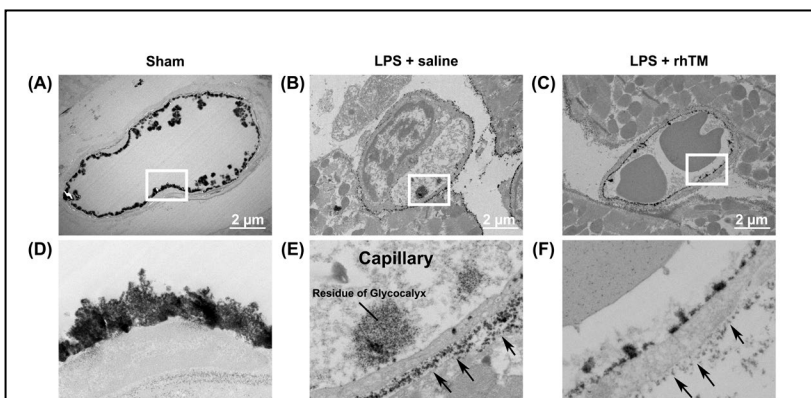 Sham
LPS + saline
LPS + rhTM
(A)
(B)
(C)
2 µm
2 µm
2 µm
(D)
(E)
(F)
Capillary
Residue of Glycocalyx